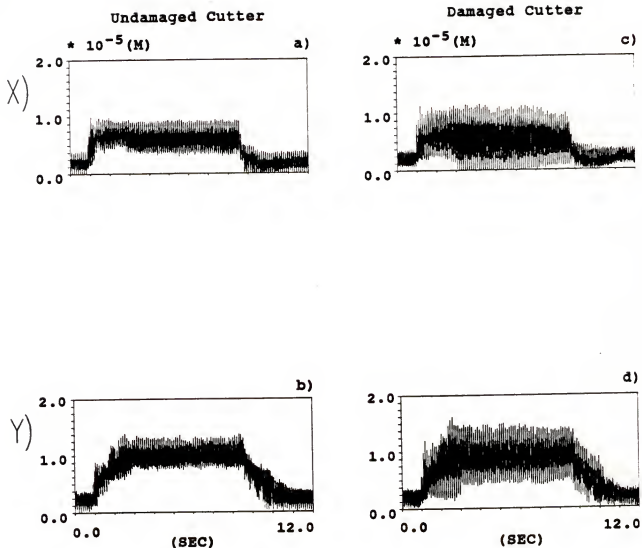 Undamaged Cutter
* 10⁻⁵(M) a)
2.0
X)
1.0
0.0
Damaged Cutter
* 10⁻⁵(M) c)
2.0
1.0
0.0
b)
2.0
Y)
1.0
0.0
0.0 12.0
(SEC)
d)
2.0
1.0
0.0
0.0 12.0
(SEC)